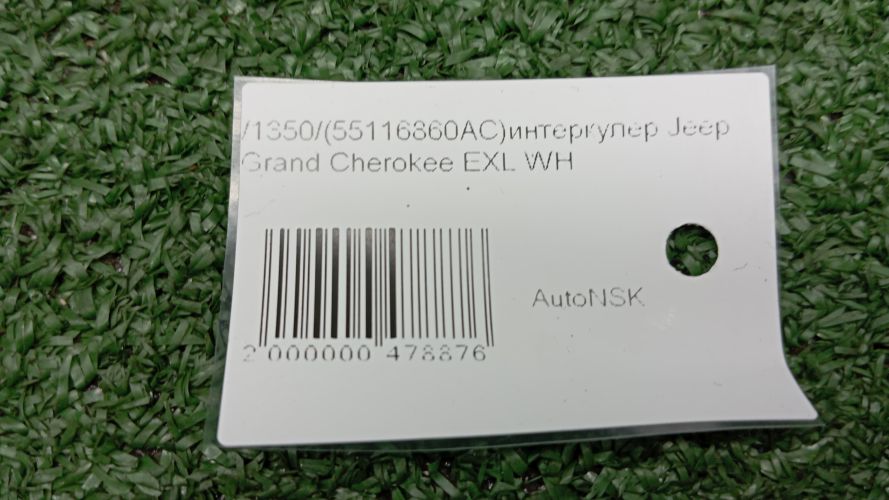 /1350/(55116860AC)интеркулер Jeep
Grand Cherokee EXL WH
AutoNSK
2 000000 478876